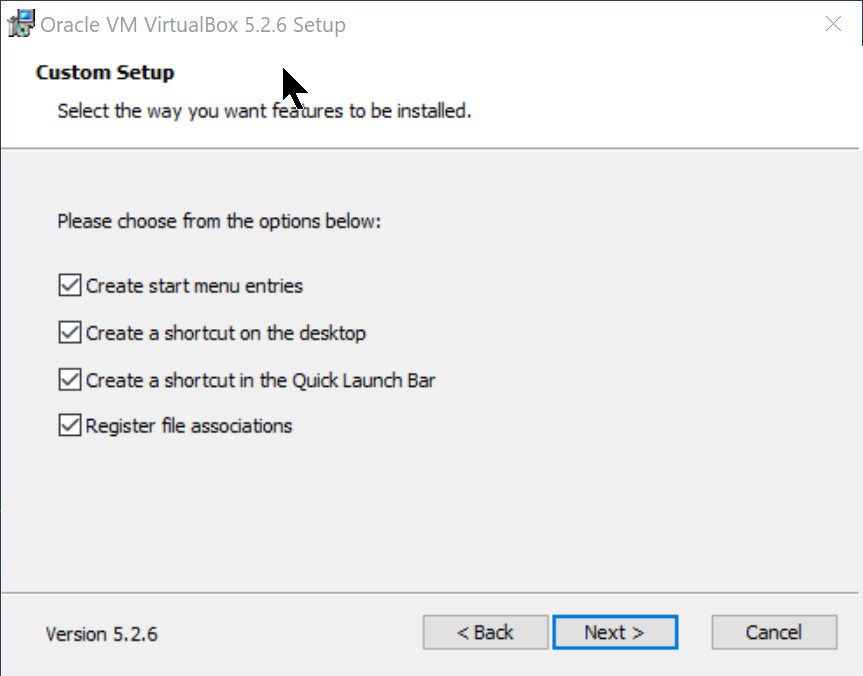 Oracle VM VirtualBox 5.2.6 Setup
Custom Setup
Select the way you want features to be installed.
Please choose from the options below:
Create start menu entries
Create a shortcut on the desktop
Create a shortcut in the Quick Launch Bar
Register file associations
Version 5.2.6
< Back
Next >
Cancel